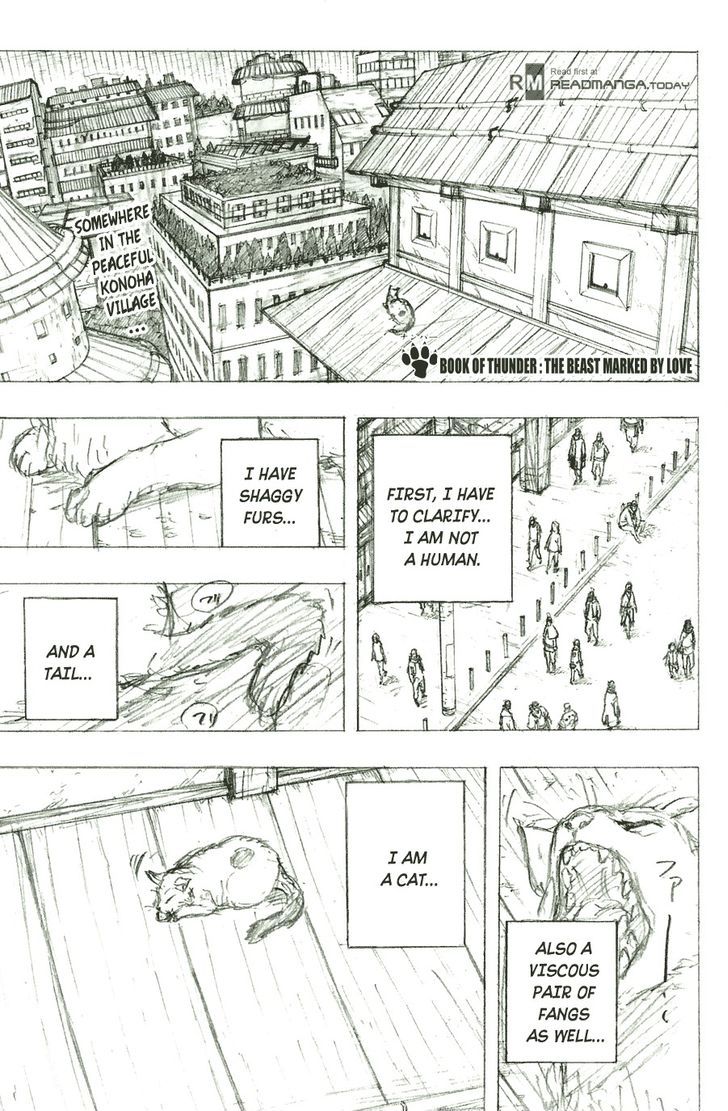 RM
Read first at
READMANGA.TODAY
SOMEWHERE
IN THE
PEACEFUL
KONOHA
VILLAGE
...
BOOK OF THUNDER : THE BEAST MARKED BY LOVE
FIRST, I HAVE
TO CLARIFY...
I AM NOT
A HUMAN.
I HAVE
SHAGGY
FURS...
AND A
TAIL...
ALSO A
VISCOUS
PAIR OF
FANGS
AS WELL...
I AM
A CAT...